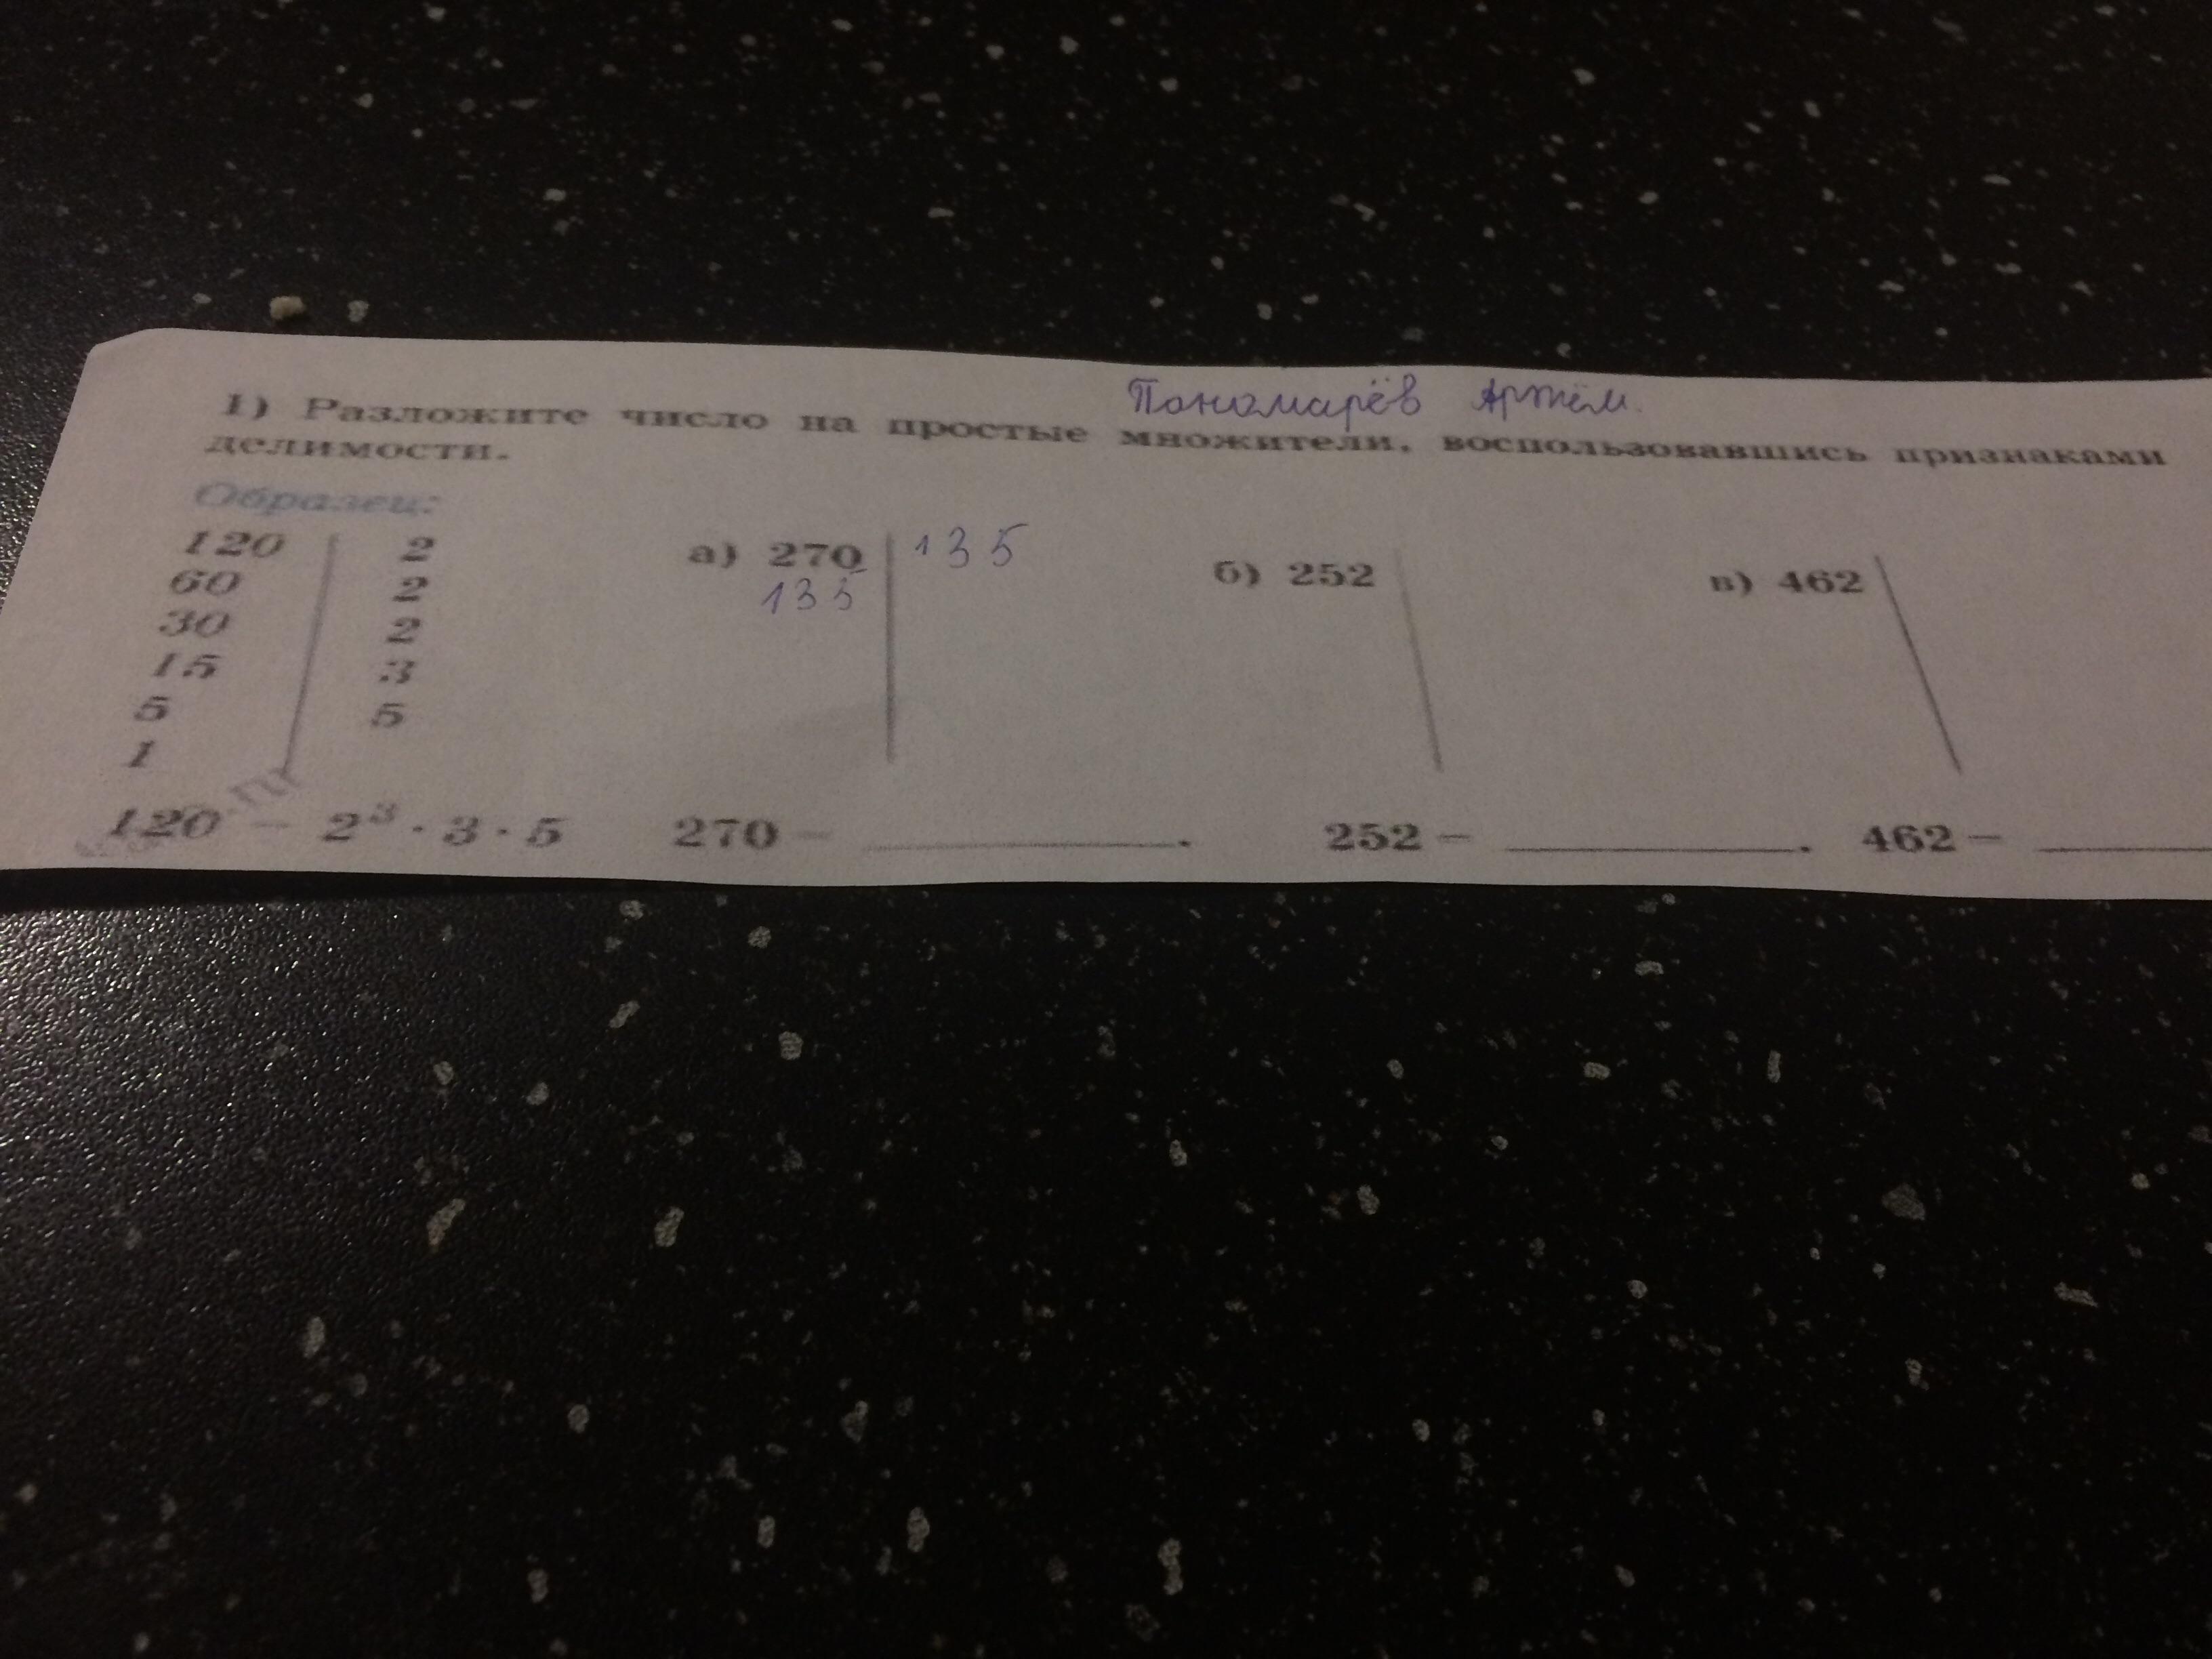 Пономарёв Артём.
1) Разложите число на простые множители, воспользовавшись признаками
делимости.
Образец:
120 2
60 2
30 2
15 3
5 5
1
120 – 2³ · 3 · 5
а) 270 135
135
270 – .
б) 252
252 – .
в) 462
462 –